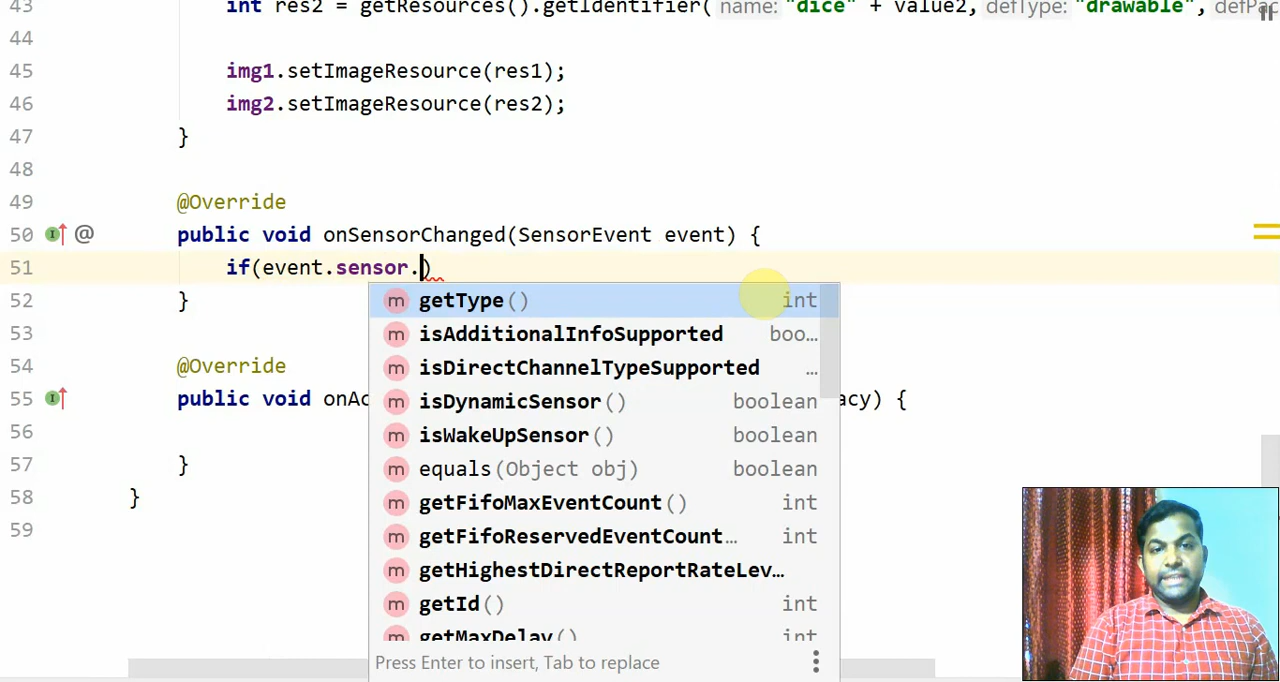 43 int res2 = getResources().getIdentifier( name: "dice" + value2, defType: "drawable",
44
45 img1.setImageResource(res1);
46 img2.setImageResource(res2);
47 }
48
49 @Override
50 @ public void onSensorChanged(SensorEvent event) {
51 if(event.sensor.)
52 }
53
54 @Override
55 public void onAc acy) {
56
57 }
58 }
59
m getType() int
m isAdditionalInfoSupported boo…
m isDirectChannelTypeSupported …
m isDynamicSensor() boolean
m isWakeUpSensor() boolean
m equals(Object obj) boolean
m getFifoMaxEventCount() int
m getFifoReservedEventCount… int
m getHighestDirectReportRateLev…
m getId() int
m getMaxDelay() int
Press Enter to insert, Tab to replace